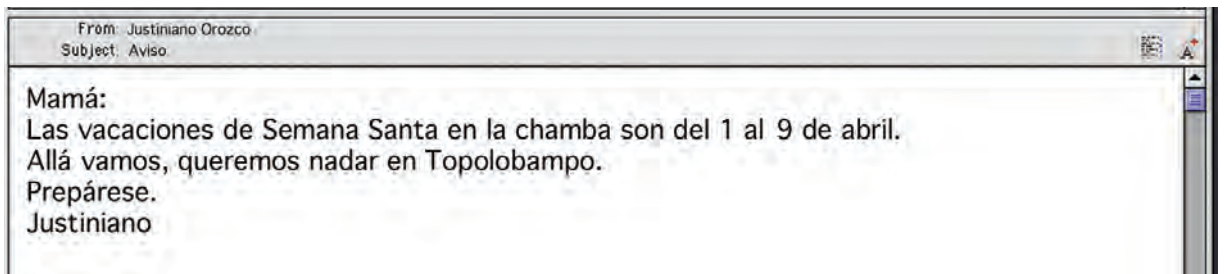 From: Justiniano Orozco
Subject: Aviso
Mamá:
Las vacaciones de Semana Santa en la chamba son del 1 al 9 de abril.
Allá vamos, queremos nadar en Topolobampo.
Prepárese.
Justiniano